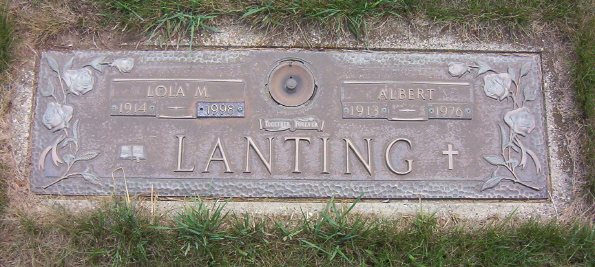 LOLA M.
1914 – 1998
ALBERT
1913 – 1976
TOGETHER FOREVER
LANTING